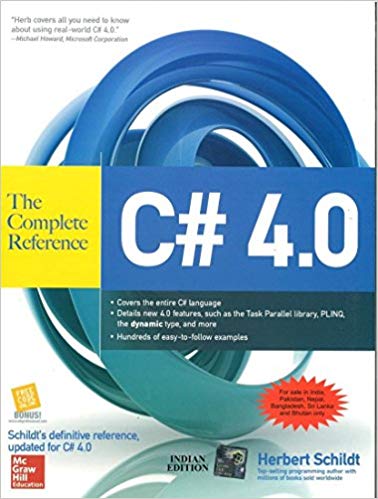 "Herb covers all you need to know
about using real-world C# 4.0."
—Michael Howard, Microsoft Corporation
The
Complete
Reference
C# 4.0
• Covers the entire C# language
• Details new 4.0 features, such as the Task Parallel library, PLINQ,
the dynamic type, and more
• Hundreds of easy-to-follow examples
For sale in India,
Pakistan, Nepal,
Bangladesh, Sri Lanka
and Bhutan only
FREE
CODE
BONUS!
Schildt's definitive reference,
updated for C# 4.0
Mc
Graw
Hill
Education
INDIAN
EDITION
Herbert Schildt
Top-selling programming author with
millions of books sold worldwide